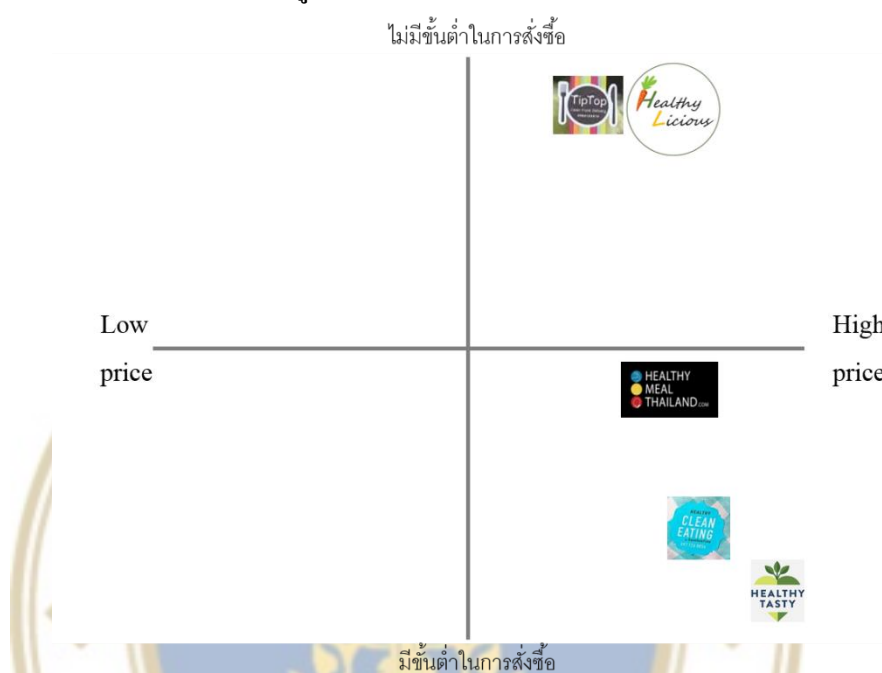 ไม่มีขั้นต่ำในการสั่งซื้อ
TipTop
Healthy
Licious
Low
price
High
price
HEALTHY
MEAL
THAILAND.COM
HEALTHY
CLEAN
EATING
HEALTHY
TASTY
มีขั้นต่ำในการสั่งซื้อ